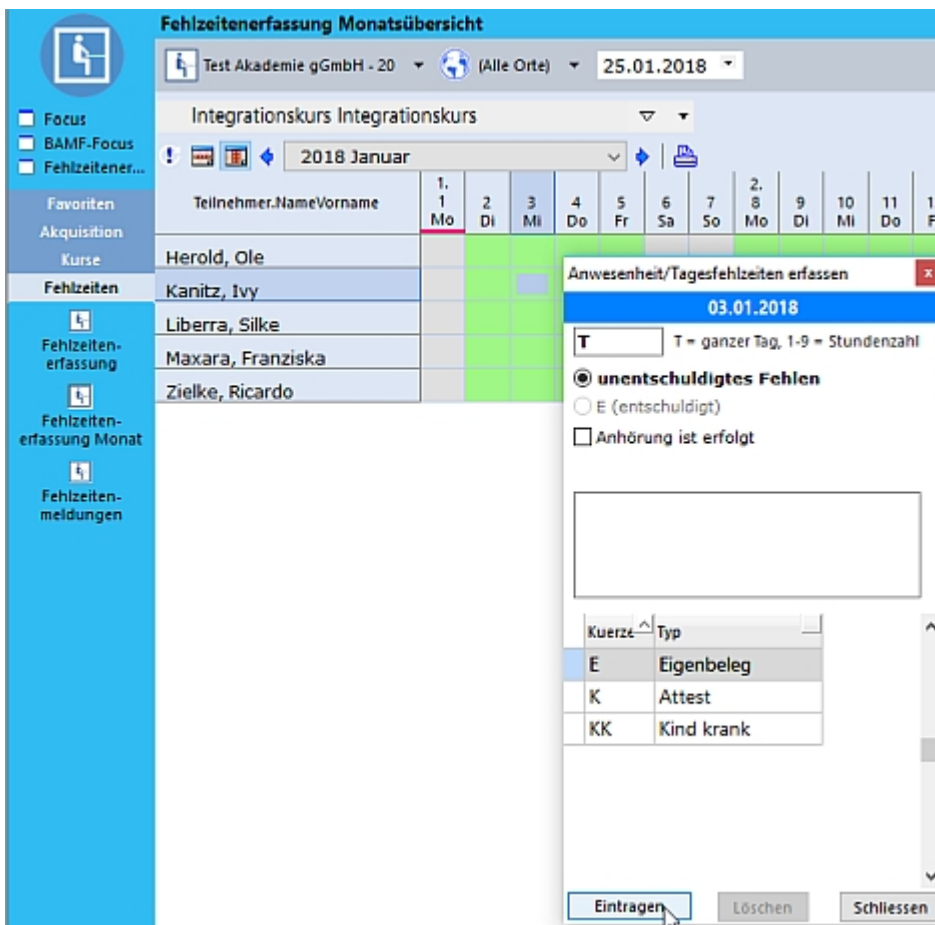 Fehlzeitenerfassung Monatsübersicht
Test Akademie gGmbH - 20 (Alle Orte) 25.01.2018
Focus
BAMF-Focus
Fehlzeitener...
Favoriten
Akquisition
Kurse
Fehlzeiten
Fehlzeiten-
erfassung
Fehlzeiten-
erfassung Monat
Fehlzeiten-
meldungen
Integrationskurs Integrationskurs
2018 Januar
Teilnehmer.NameVorname
1. 2.
1 2 3 4 5 6 7 8 9 10 11 1
Mo Di Mi Do Fr Sa So Mo Di Mi Do F
Herold, Ole
Kanitz, Ivy
Liberra, Silke
Maxara, Franziska
Zielke, Ricardo
Anwesenheit/Tagesfehlzeiten erfassen x
03.01.2018
T T = ganzer Tag, 1-9 = Stundenzahl
unentschuldigtes Fehlen
E (entschuldigt)
Anhörung ist erfolgt
Kuerze Typ
E Eigenbeleg
K Attest
KK Kind krank
Eintragen Löschen Schliessen